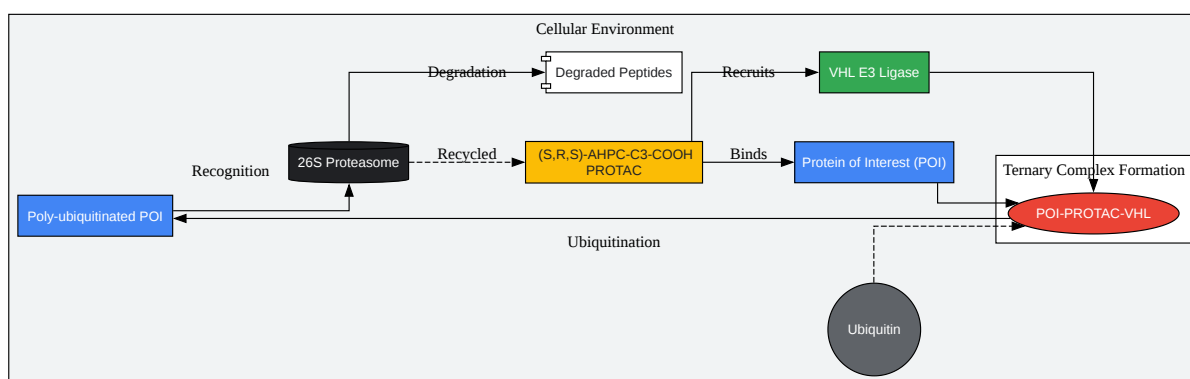 Cellular Environment
Degradation
Degraded Peptides
Recruits
VHL E3 Ligase
Recognition
26S Proteasome
Recycled
(S,R,S)-AHPC-C3-COOH
PROTAC
Binds
Protein of Interest (POI)
Ternary Complex Formation
Poly-ubiquitinated POI
POI-PROTAC-VHL
Ubiquitination
Ubiquitin